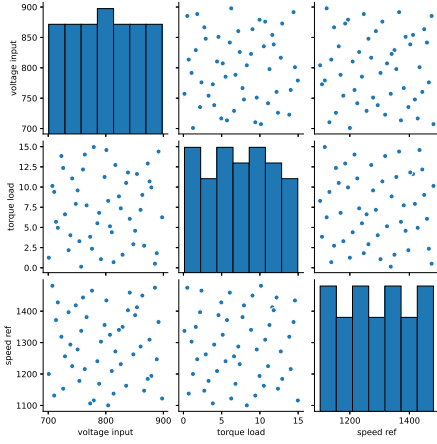 900
850
800
750
700
voltage input
15.0
12.5
10.0
7.5
5.0
2.5
0.0
torque load
1400
1300
1200
1100
speed ref
700 800 900
voltage input
0 5 10 15
torque load
1200 1400
speed ref